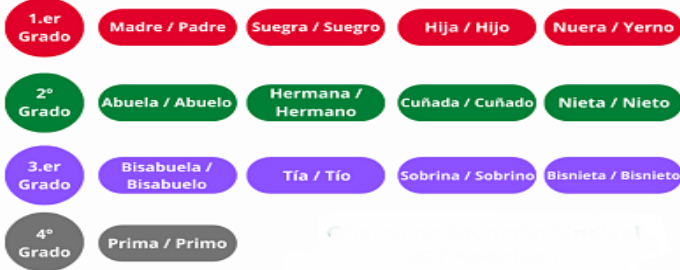 1.er
Grado
Madre / Padre
Suegra / Suegro
Hija / Hijo
Nuera / Yerno
2º
Grado
Abuela / Abuelo
Hermana /
Hermano
Cuñada / Cuñado
Nieta / Nieto
3.er
Grado
Bisabuela /
Bisabuelo
Tía / Tío
Sobrina / Sobrino
Bisnieta / Bisnieto
4º
Grado
Prima / Primo